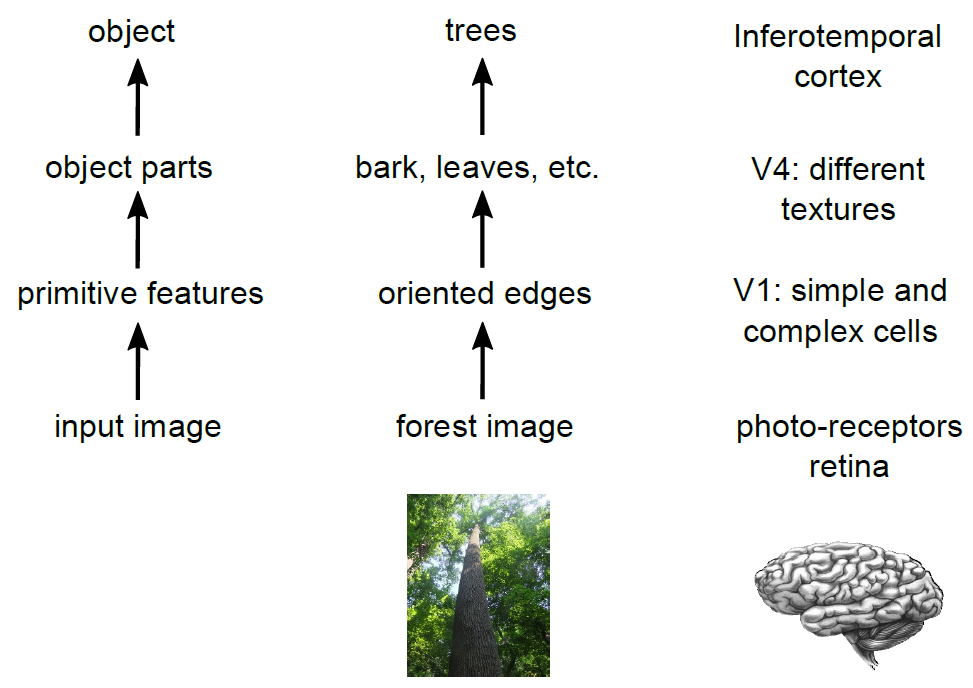 object
trees
Inferotemporal
cortex
object parts
bark, leaves, etc.
V4: different
textures
primitive features
oriented edges
V1: simple and
complex cells
input image
forest image
photo-receptors
retina